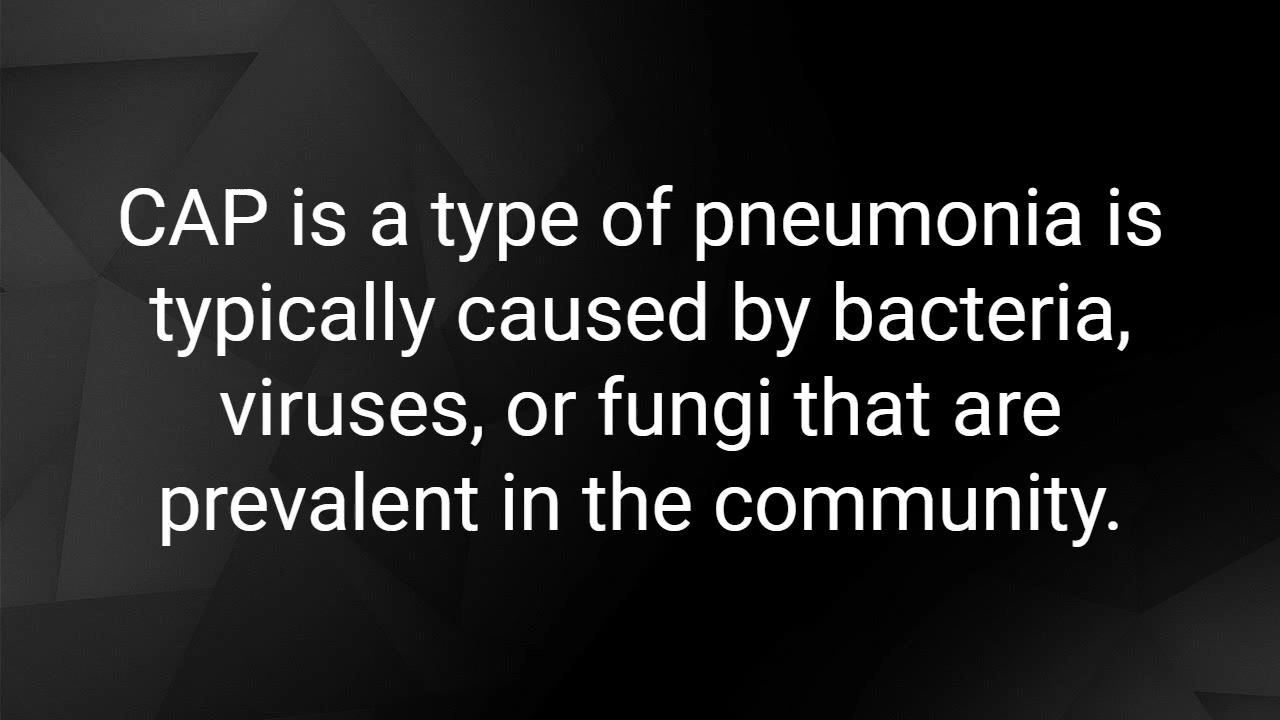 CAP is a type of pneumonia is
typically caused by bacteria,
viruses, or fungi that are
prevalent in the community.